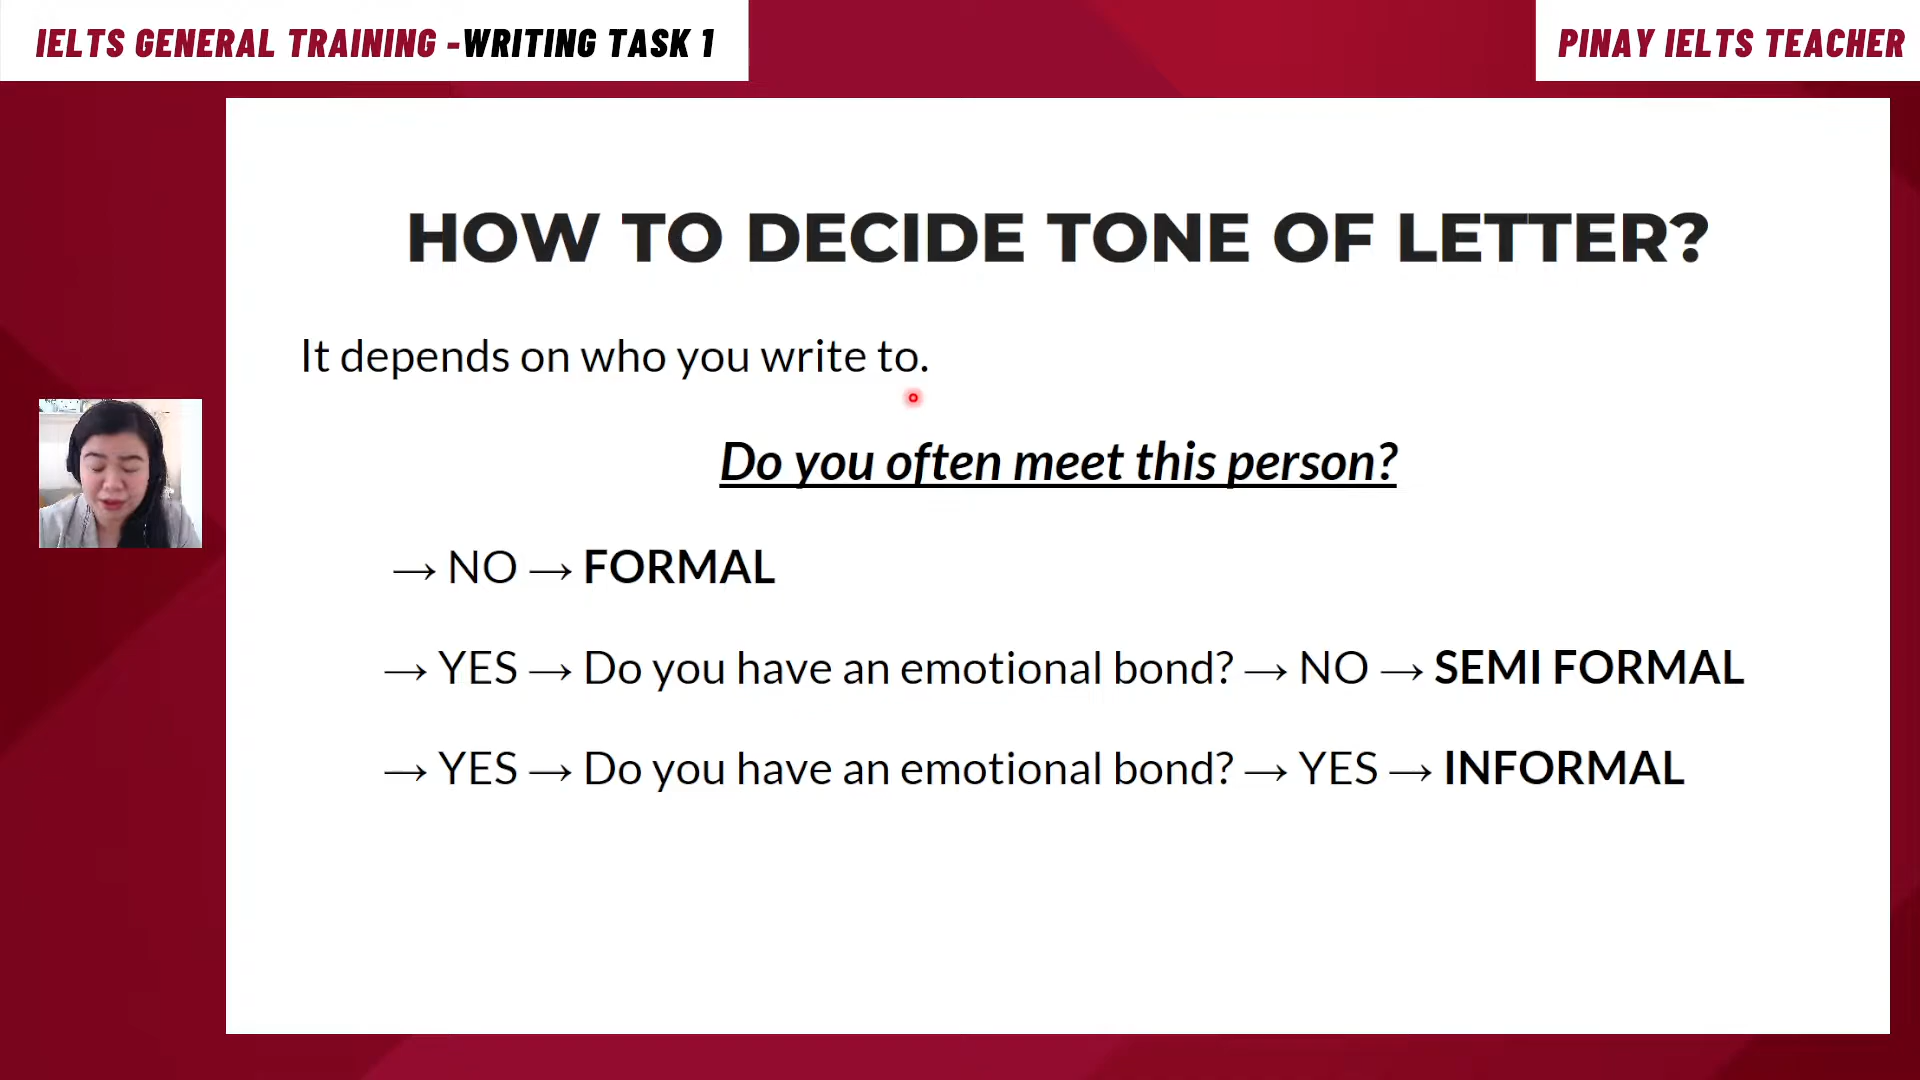 IELTS GENERAL TRAINING -WRITING TASK 1
PINAY IELTS TEACHER
HOW TO DECIDE TONE OF LETTER?
It depends on who you write to.
Do you often meet this person?
→ NO → FORMAL
→ YES → Do you have an emotional bond? → NO → SEMI FORMAL
→ YES → Do you have an emotional bond? → YES → INFORMAL